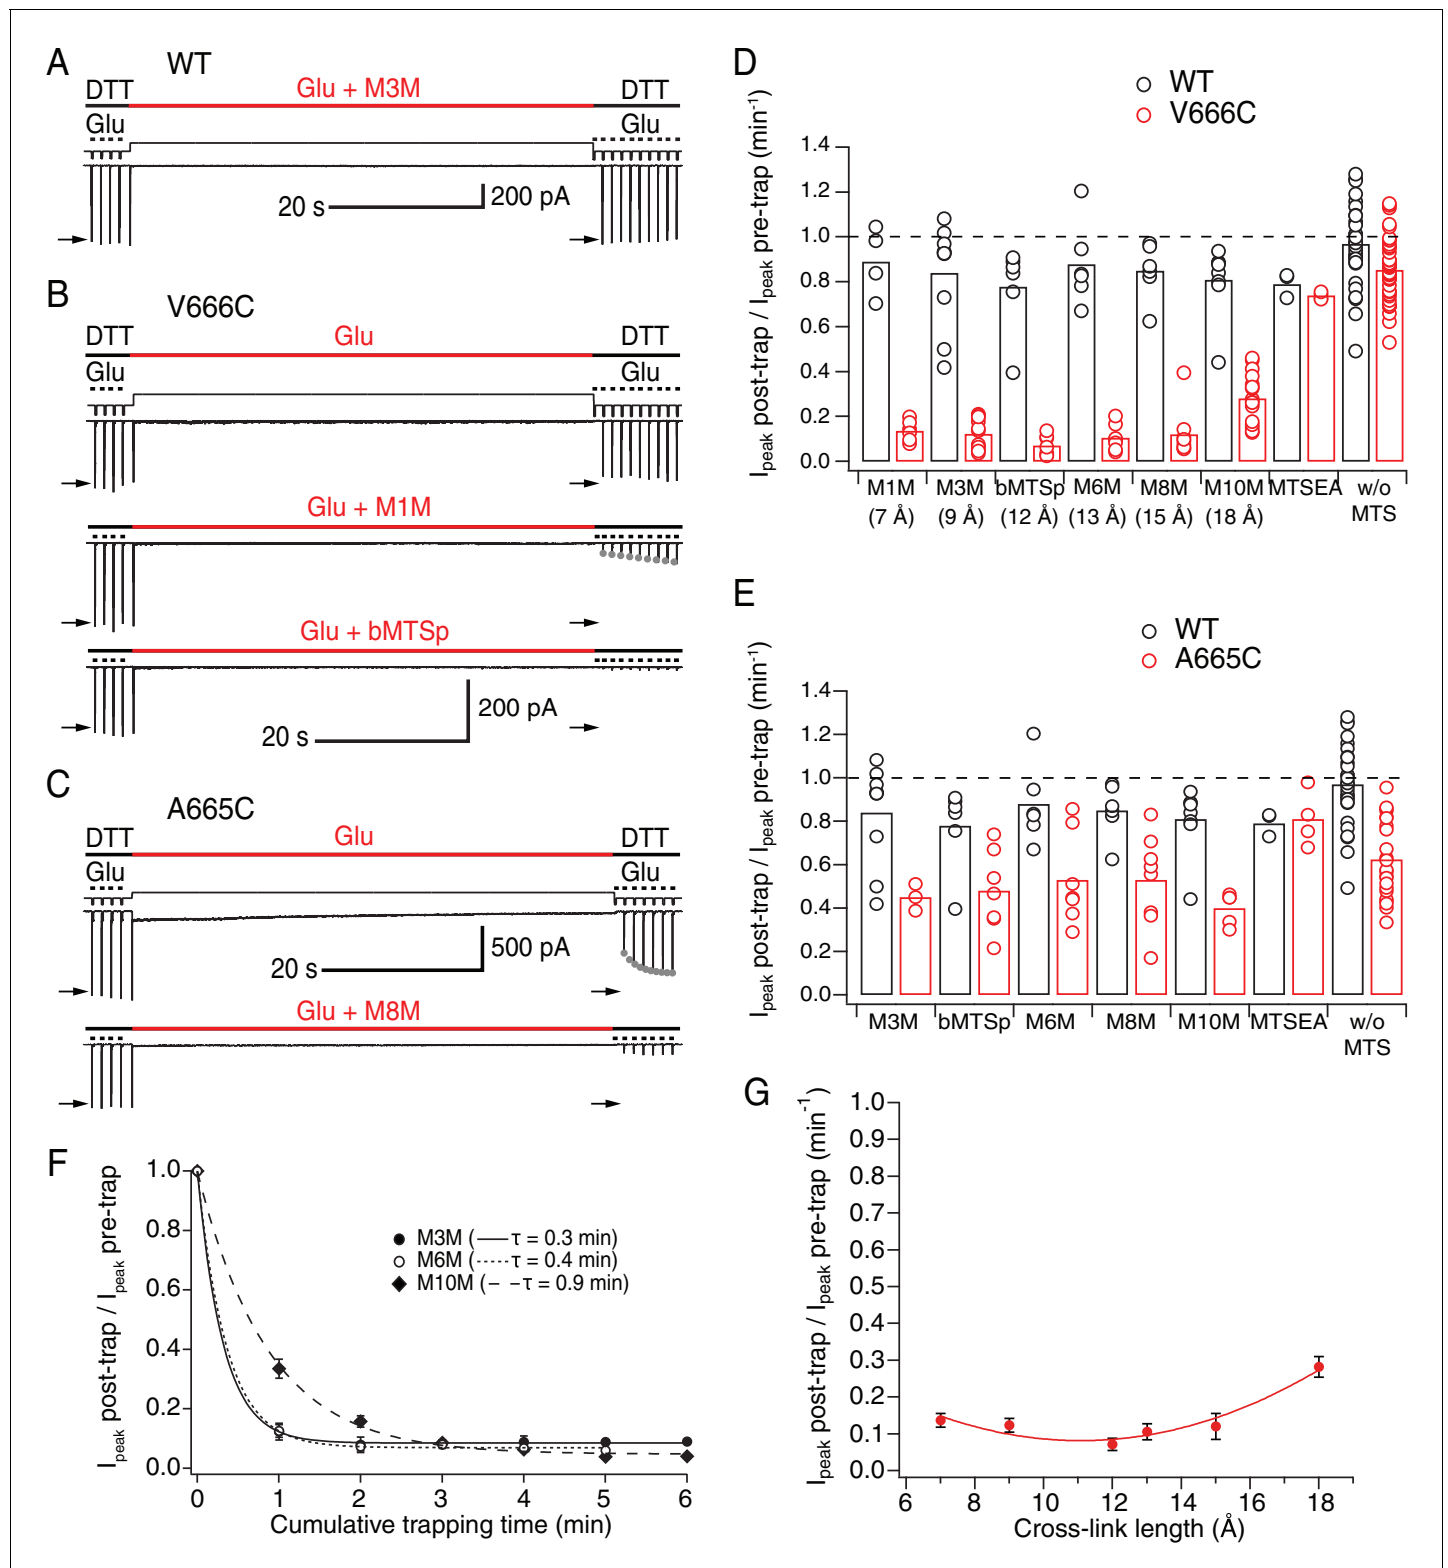 A
WT
DTT
Glu + M3M
DTT
Glu
Glu
20 s
200 pA
B
V666C
DTT
Glu
DTT
Glu
Glu
Glu + M1M
Glu + bMTSp
20 s
200 pA
C
A665C
DTT
Glu
DTT
Glu
Glu
20 s
500 pA
Glu + M8M
D
WT
V666C
I_peak post-trap / I_peak pre-trap (min^-1)
1.4
1.2
1.0
0.8
0.6
0.4
0.2
0.0
M1M M3M bMTSp M6M M8M M10M MTSEA w/o
(7 Å) (9 Å) (12 Å) (13 Å) (15 Å) (18 Å) MTS
E
WT
A665C
I_peak post-trap / I_peak pre-trap (min^-1)
1.4
1.2
1.0
0.8
0.6
0.4
0.2
0.0
M3M bMTSp M6M M8M M10M MTSEA w/o
MTS
F
I_peak post-trap / I_peak pre-trap
1.0
0.8
0.6
0.4
0.2
0.0
M3M ( τ = 0.3 min)
M6M ( τ = 0.4 min)
M10M ( τ = 0.9 min)
0 1 2 3 4 5 6
Cumulative trapping time (min)
G
I_peak post-trap / I_peak pre-trap (min^-1)
1.0
0.9
0.8
0.7
0.6
0.5
0.4
0.3
0.2
0.1
0.0
6 8 10 12 14 16 18
Cross-link length (Å)